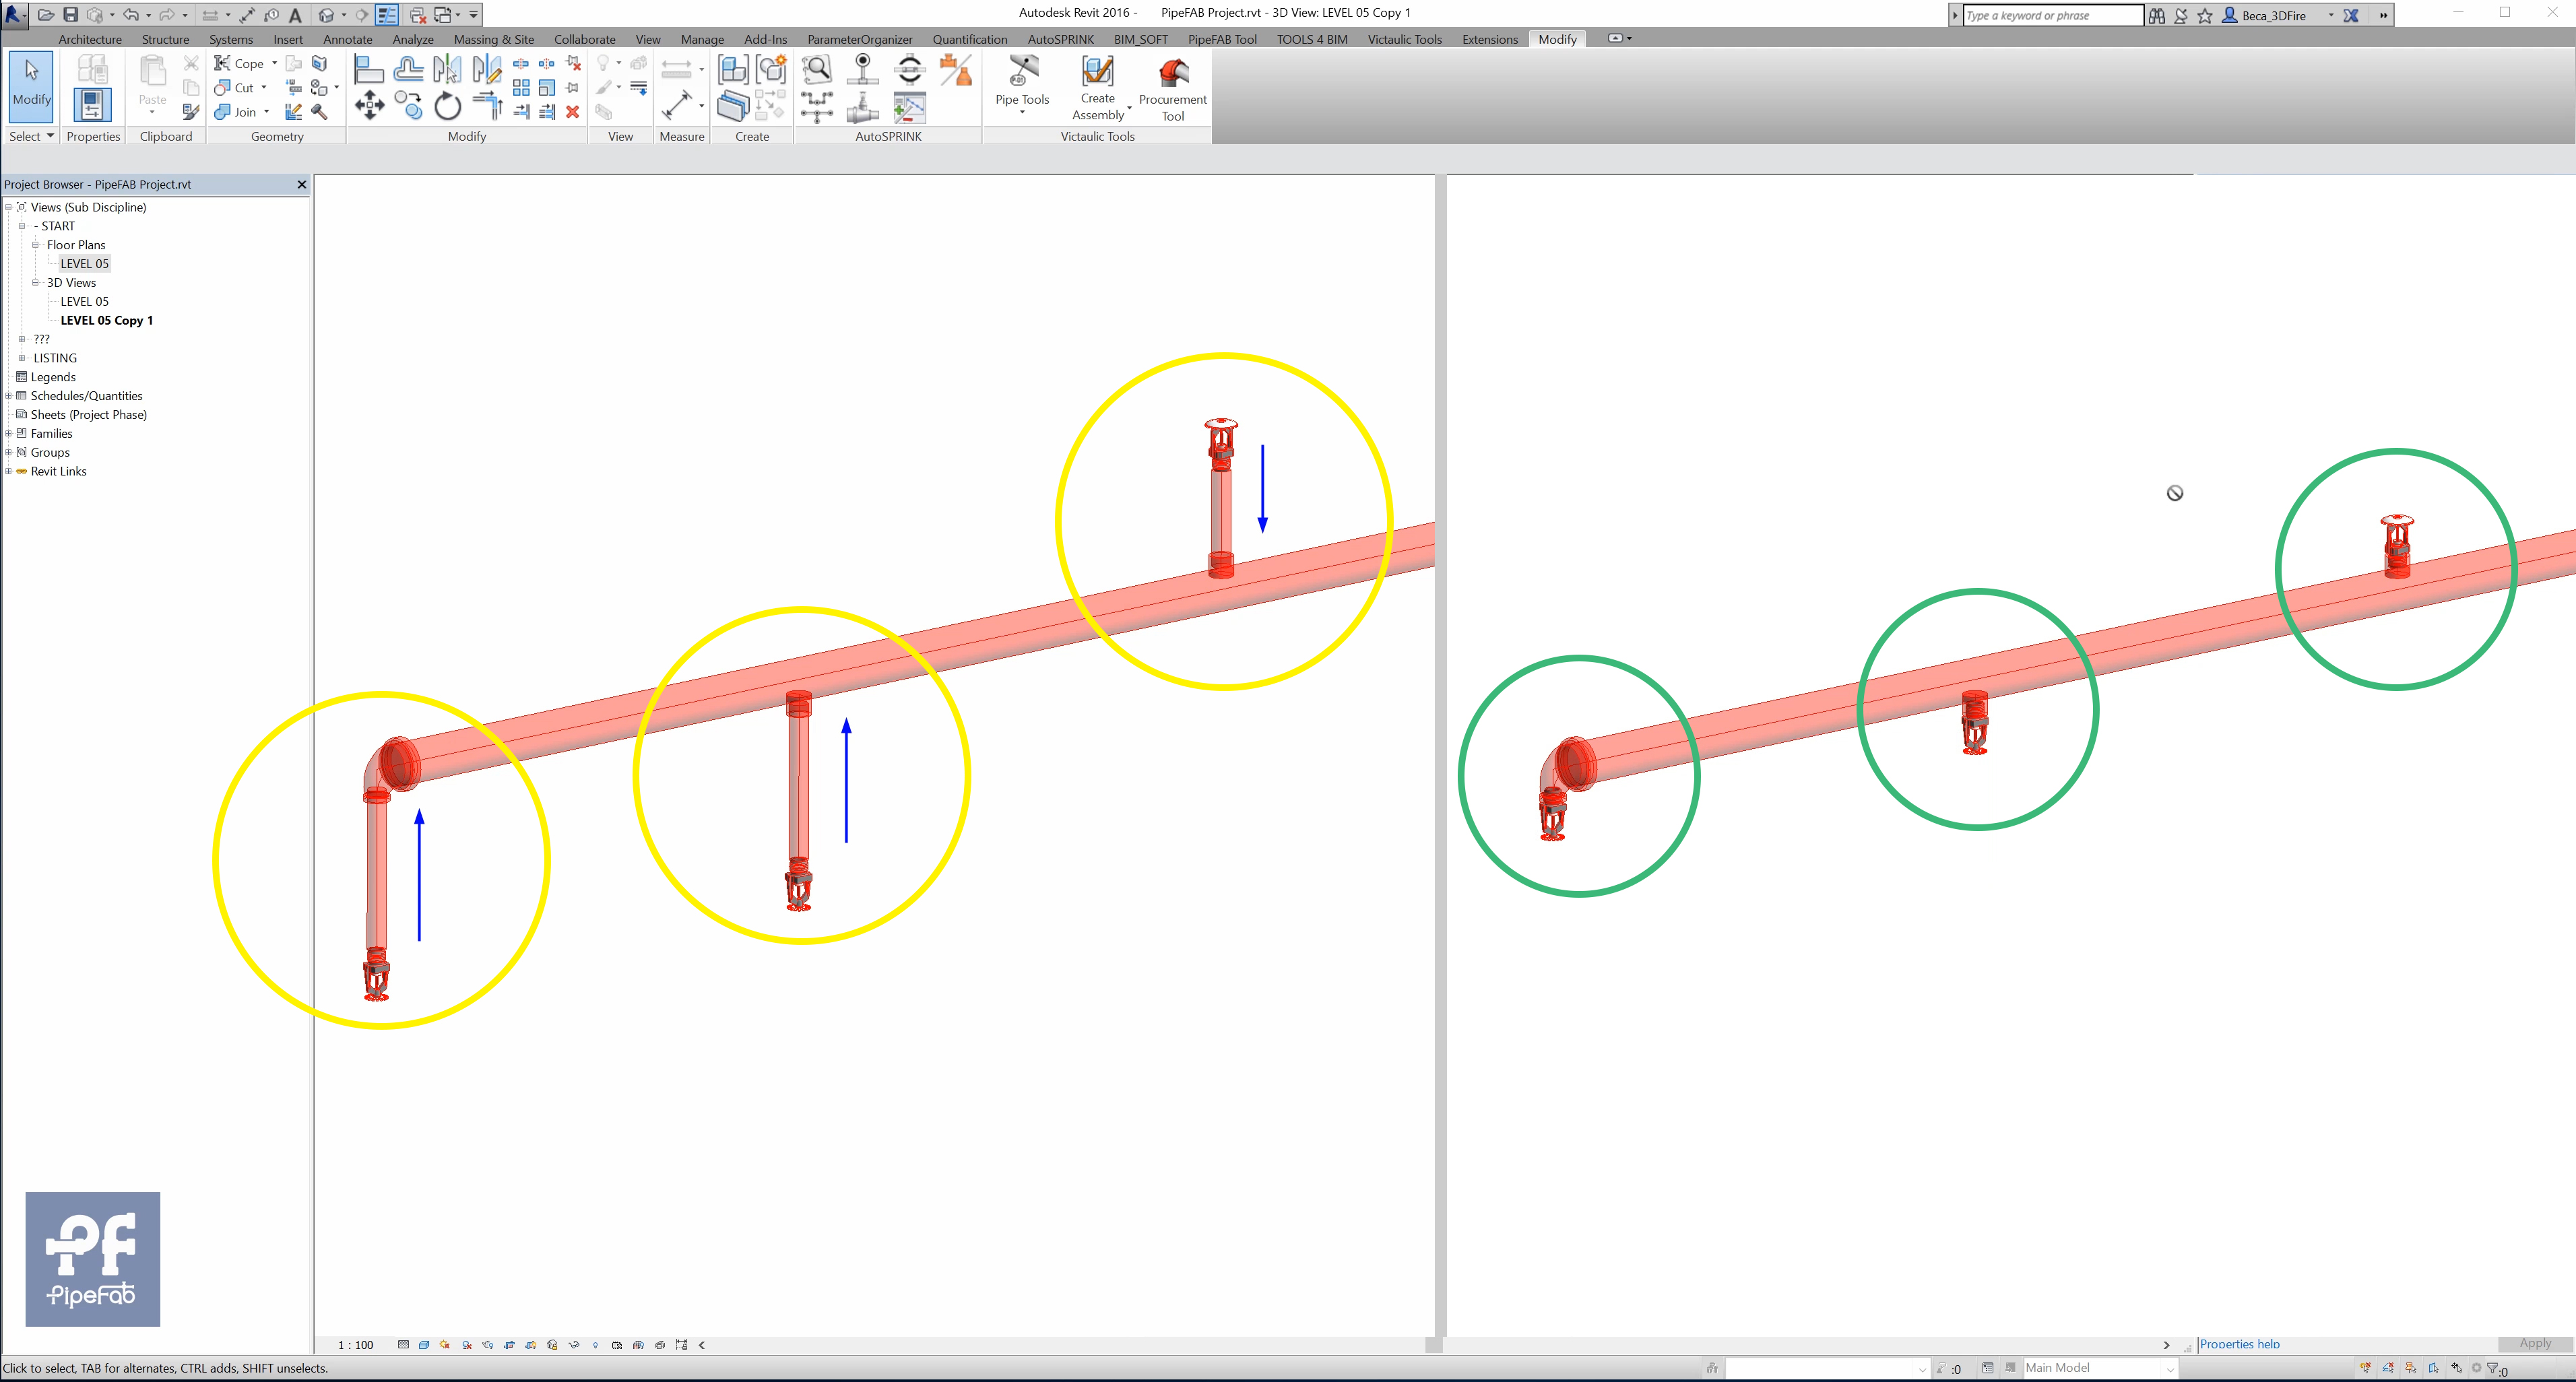 Autodesk Revit 2016 - PipeFAB Project.rvt - 3D View: LEVEL 05 Copy 1
Type a keyword or phrase
Beca_3DFire
Architecture Structure Systems Insert Annotate Analyze Massing & Site Collaborate View Manage Add-Ins ParameterOrganizer Quantification AutoSPRINK BIM_SOFT PipeFAB Tool TOOLS 4 BIM Victaulic Tools Extensions Modify
Modify
Paste
Cope
Cut
Join
Pipe Tools
Create Assembly
Procurement Tool
P.01
Select Properties Clipboard Geometry Modify View Measure Create AutoSPRINK Victaulic Tools
Project Browser - PipeFAB Project.rvt
Views (Sub Discipline)
- START
Floor Plans
LEVEL 05
3D Views
LEVEL 05
LEVEL 05 Copy 1
???
LISTING
Legends
Schedules/Quantities
Sheets (Project Phase)
Families
Groups
Revit Links
PF
PipeFab
1 : 100
Properties help
Apply
Click to select, TAB for alternates, CTRL adds, SHIFT unselects.
:0
Main Model
:0